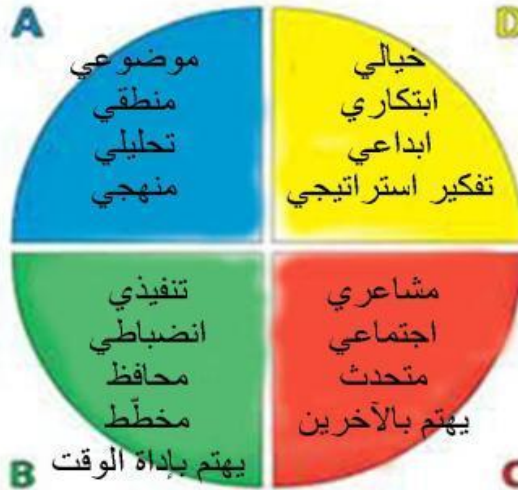 A
موضوعي
منطقي
تحليلي
منهجي
D
خيالي
ابتكاري
ابداعي
تفكير استراتيجي
B
تنفيذي
انضباطي
محافظ
مخطّط
يهتم بإداة الوقت
C
مشاعري
اجتماعي
متحدث
يهتم بالآخرين